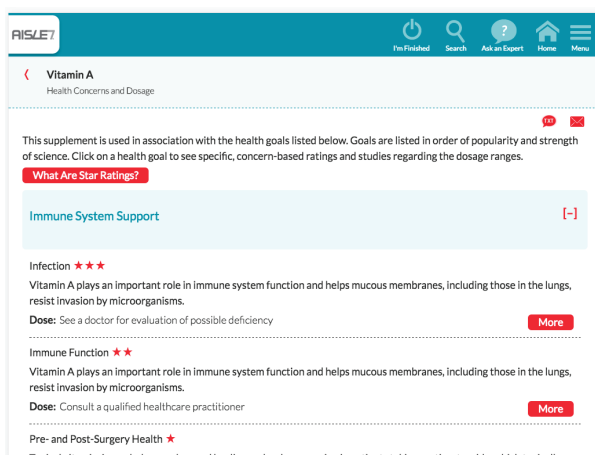 AISLE7
I'm Finished
Search
?
Ask an Expert
Home
Menu
Vitamin A
Health Concerns and Dosage
TXT
This supplement is used in association with the health goals listed below. Goals are listed in order of popularity and strength
of science. Click on a health goal to see specific, concern-based ratings and studies regarding the dosage ranges.
What Are Star Ratings?
Immune System Support
[-]
Infection ★★★
Vitamin A plays an important role in immune system function and helps mucous membranes, including those in the lungs,
resist invasion by microorganisms.
Dose: See a doctor for evaluation of possible deficiency
More
Immune Function ★★
Vitamin A plays an important role in immune system function and helps mucous membranes, including those in the lungs,
resist invasion by microorganisms.
Dose: Consult a qualified healthcare practitioner
More
Pre- and Post-Surgery Health ★